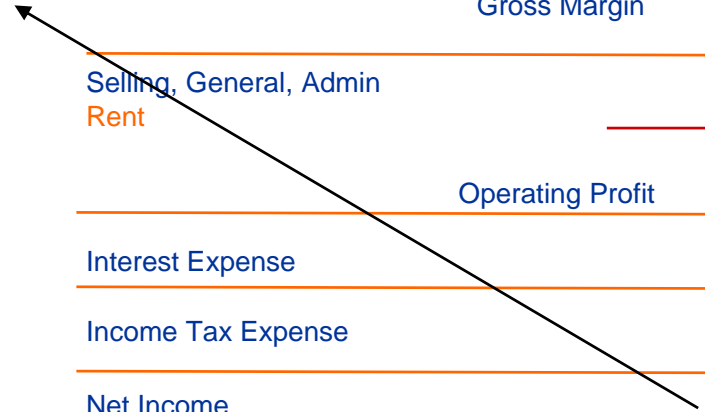 Gross Margin
Selling, General, Admin
Rent
Operating Profit
Interest Expense
Income Tax Expense
Net Income